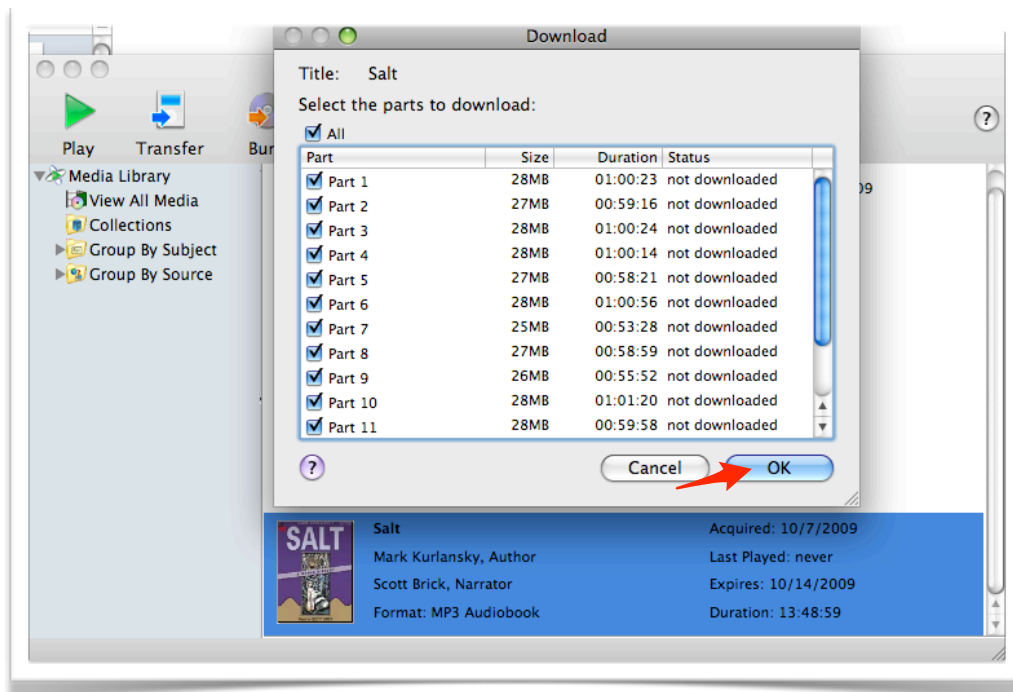 Download
Title: Salt
Select the parts to download:
All
Part Size Duration Status
Part 1 28MB 01:00:23 not downloaded
Part 2 27MB 00:59:16 not downloaded
Part 3 28MB 01:00:24 not downloaded
Part 4 28MB 01:00:14 not downloaded
Part 5 27MB 00:58:21 not downloaded
Part 6 28MB 01:00:56 not downloaded
Part 7 25MB 00:53:28 not downloaded
Part 8 27MB 00:58:59 not downloaded
Part 9 26MB 00:55:52 not downloaded
Part 10 28MB 01:01:20 not downloaded
Part 11 28MB 00:59:58 not downloaded
? Cancel OK
Play Transfer Bur
?
Media Library
View All Media
Collections
Group By Subject
Group By Source
09
SALT
Salt
Mark Kurlansky, Author
Scott Brick, Narrator
Format: MP3 Audiobook
Acquired: 10/7/2009
Last Played: never
Expires: 10/14/2009
Duration: 13:48:59